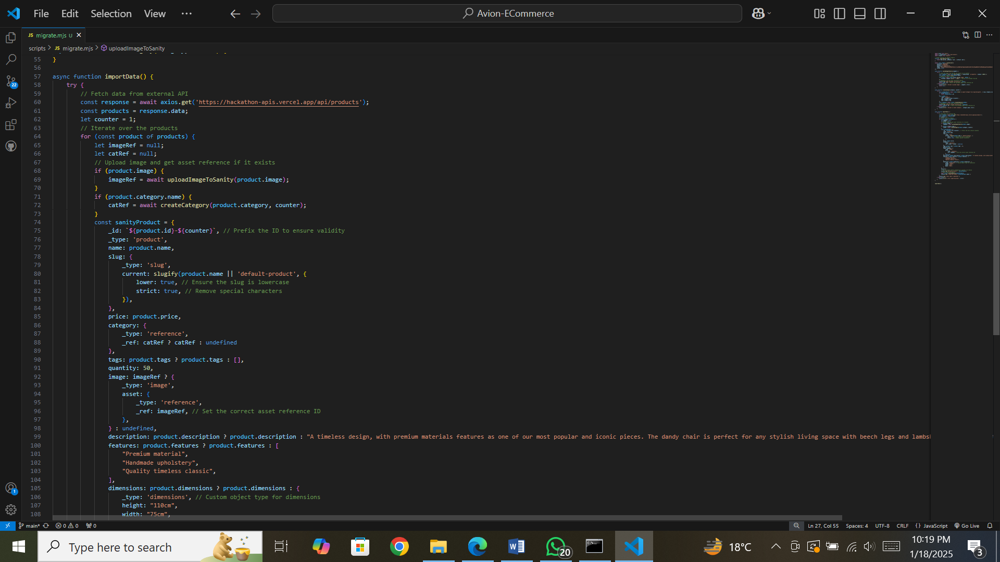 File Edit Selection View ···
Avion-ECommerce
JS migrate.mjs U
scripts > JS migrate.mjs > uploadImageToSanity
55 }
56
57 async function importData() {
58 try {
59 // Fetch data from external API
60 const response = await axios.get('https://hackathon-apis.vercel.app/api/products');
61 const products = response.data;
62 let counter = 1;
63 // Iterate over the products
64 for (const product of products) {
65 let imageRef = null;
66 let catRef = null;
67 // Upload image and get asset reference if it exists
68 if (product.image) {
69 imageRef = await uploadImageToSanity(product.image);
70 }
71 if (product.category.name) {
72 catRef = await createCategory(product.category, counter);
73 }
74 const sanityProduct = {
75 _id: `${product.id}-${counter}`, // Prefix the ID to ensure validity
76 _type: 'product',
77 name: product.name,
78 slug: {
79 _type: 'slug',
80 current: slugify(product.name || 'default-product', {
81 lower: true, // Ensure the slug is lowercase
82 strict: true, // Remove special characters
83 }),
84 },
85 price: product.price,
86 category: {
87 _type: 'reference',
88 _ref: catRef ? catRef : undefined
89 },
90 tags: product.tags ? product.tags : [],
91 quantity: 50,
92 image: imageRef ? {
93 _type: 'image',
94 asset: {
95 _type: 'reference',
96 _ref: imageRef, // Set the correct asset reference ID
97 },
98 } : undefined,
99 description: product.description ? product.description : "A timeless design, with premium materials features as one of our most popular and iconic pieces. The dandy chair is perfect for any stylish living space with beech legs and lambs
100 features: product.features ? product.features : [
101 "Premium material",
102 "Handmade upholstery",
103 "Quality timeless classic",
104 ],
105 dimensions: product.dimensions ? product.dimensions : {
106 _type: 'dimensions', // Custom object type for dimensions
107 height: "110cm",
108 width: "75cm",
22
1
main* 0 0 0
Ln 27, Col 55 Spaces: 4 UTF-8 CRLF {} JavaScript Go Live
Type here to search
20
18°C
10:19 PM
1/18/2025
3